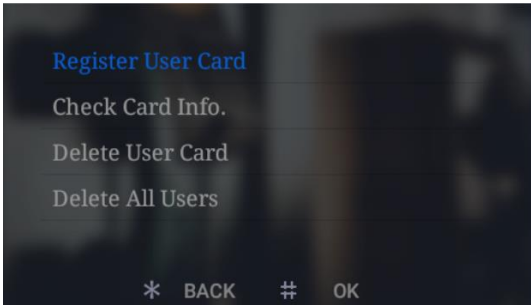 Register User Card
Check Card Info.
Delete User Card
Delete All Users
* BACK # OK